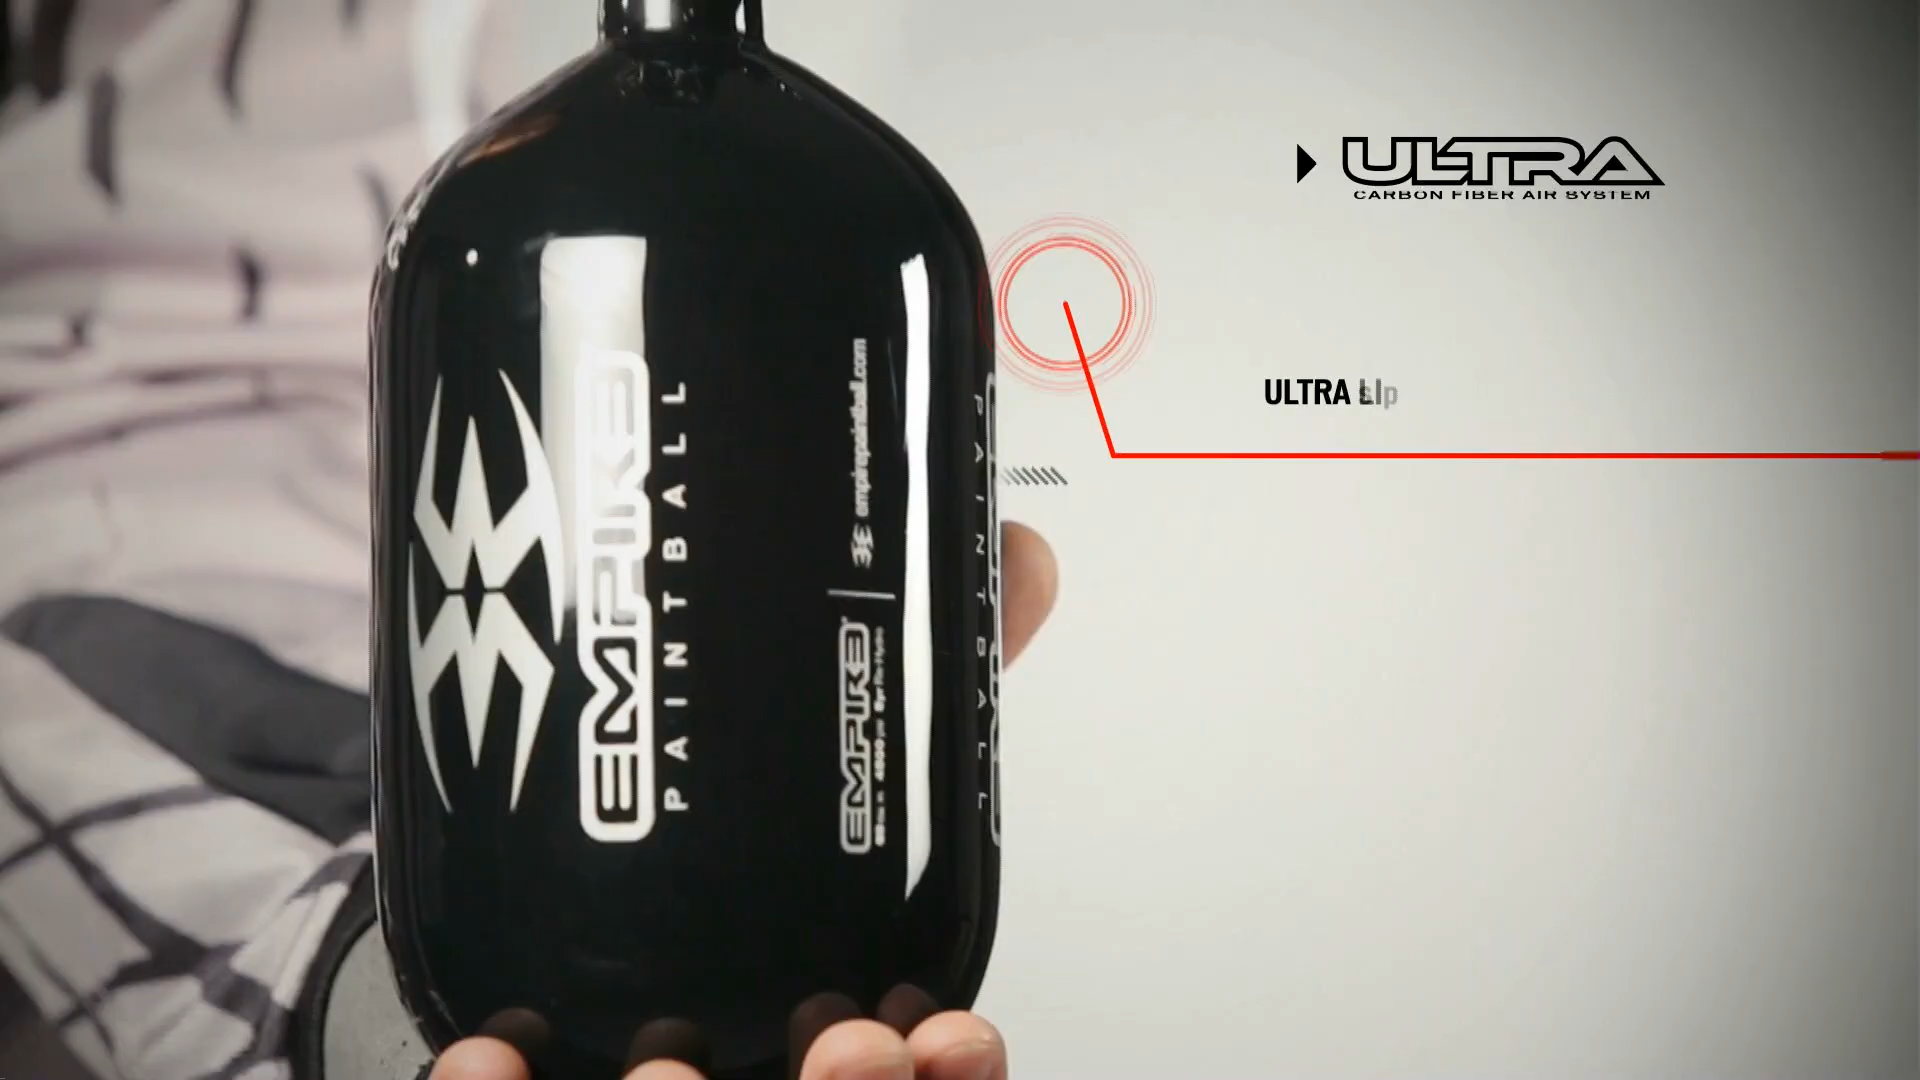 ULTRA
CARBON FIBER AIR SYSTEM
ULTRA
EMPIRE
PAINTBALL
empirepaintball.com
EMPIRE
PAINTBALL